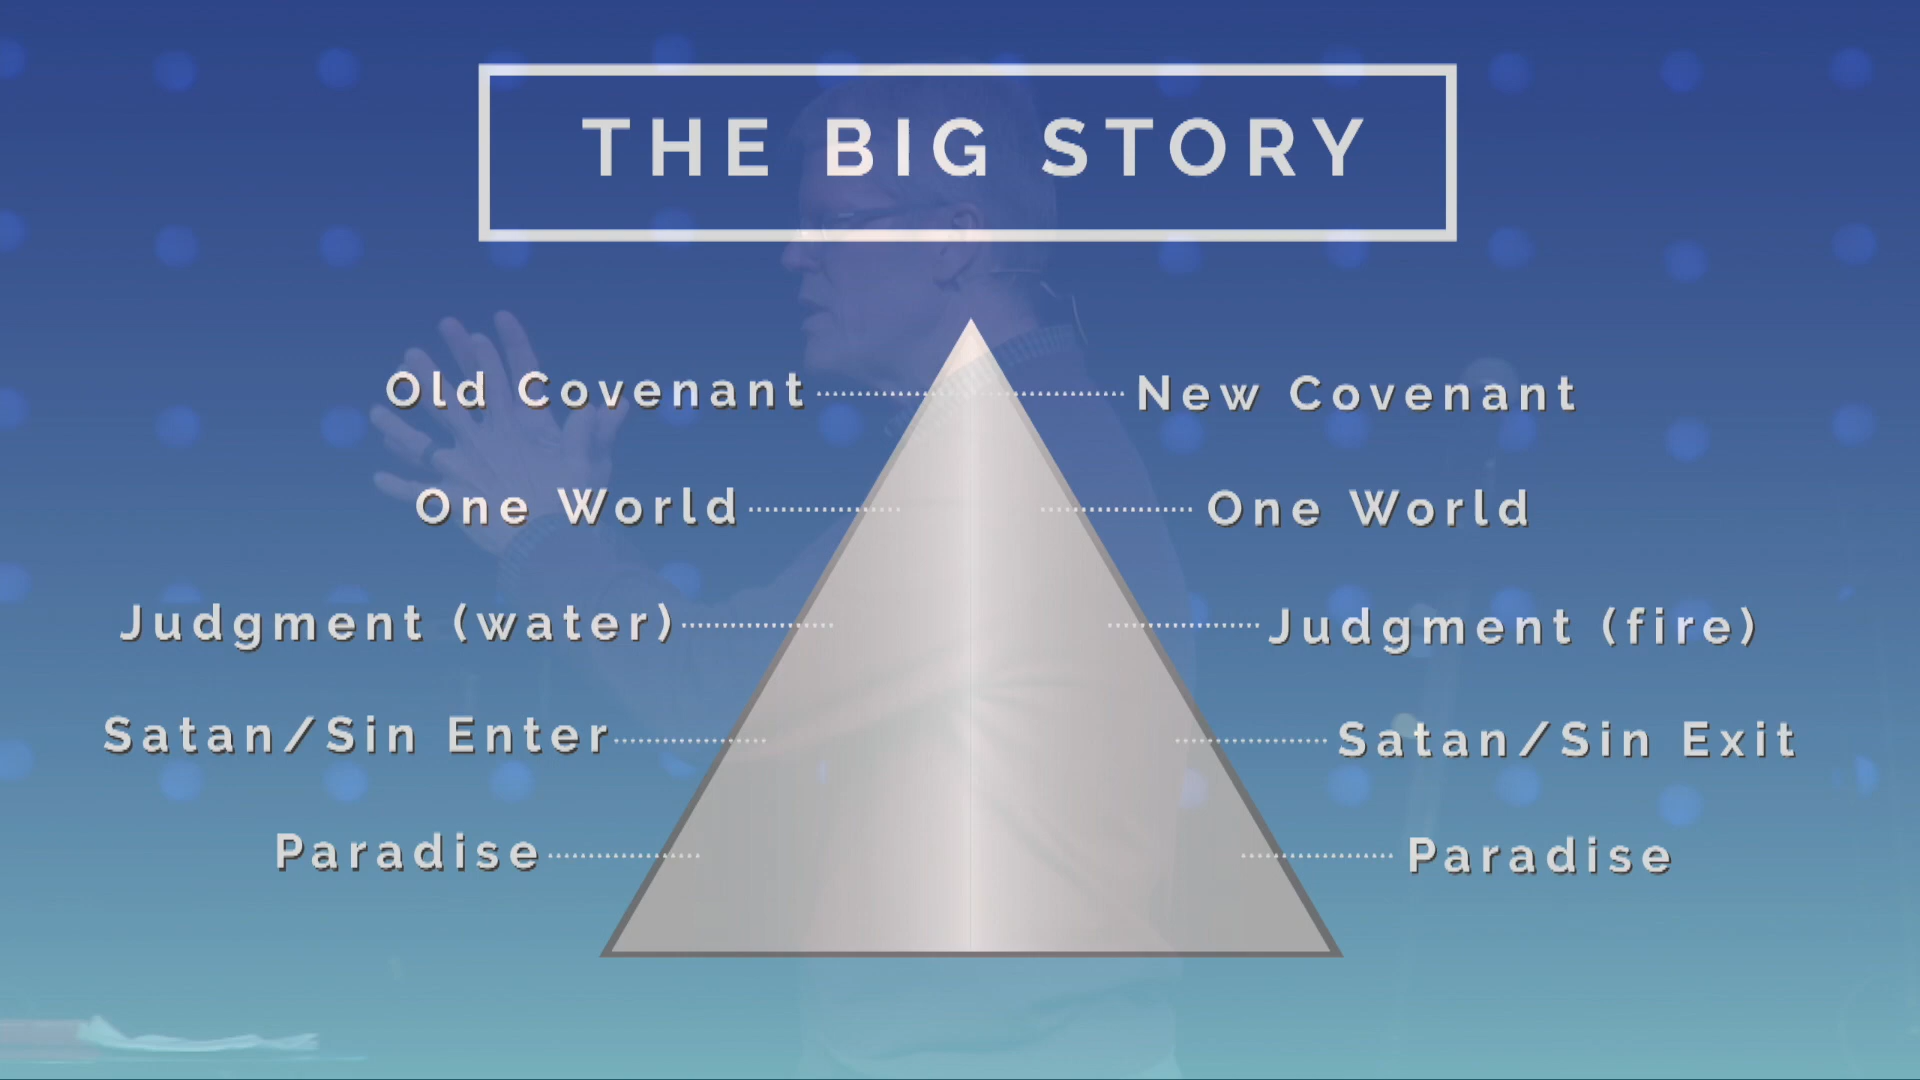 THE BIG STORY
Old Covenant
New Covenant
One World
One World
Judgment (water)
Judgment (fire)
Satan/Sin Enter
Satan/Sin Exit
Paradise
Paradise